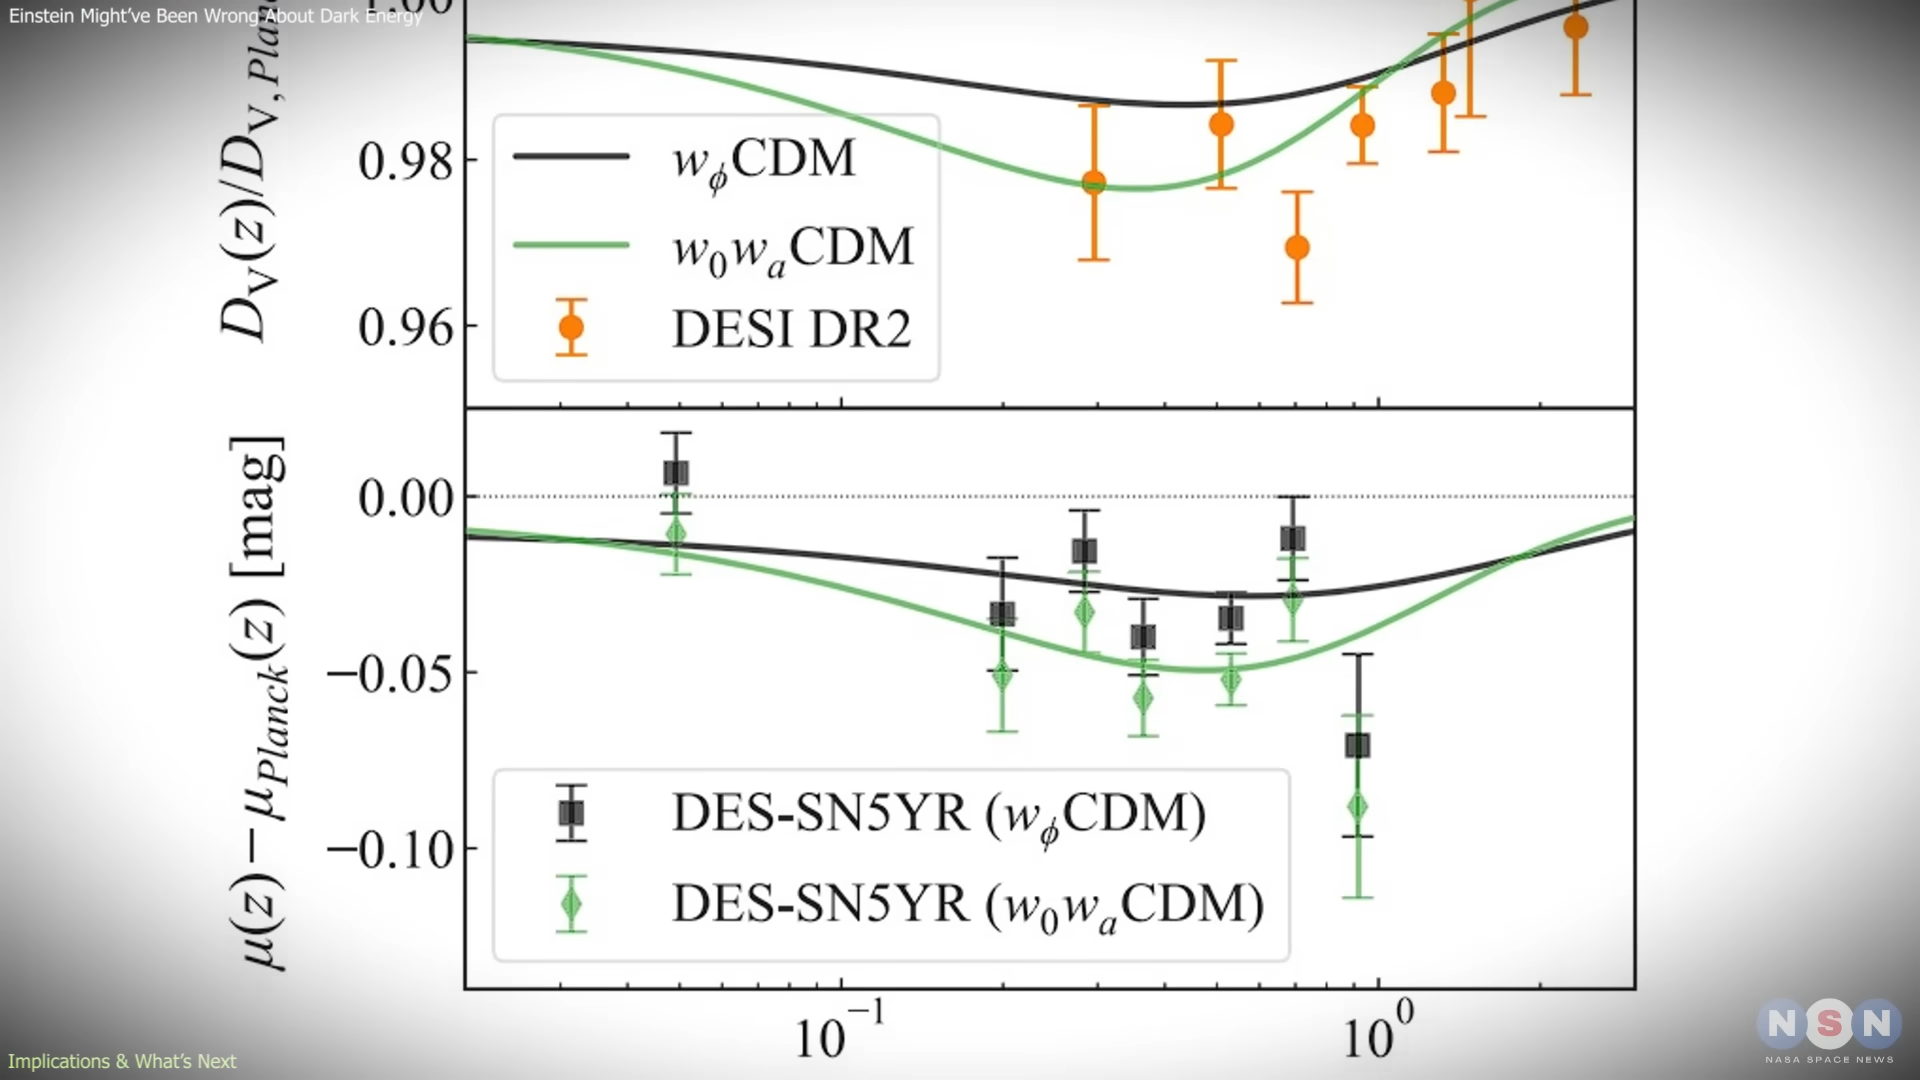 Einstein Might've Been Wrong About Dark Energy
D_V(z)/D_V,Planck
0.98
0.96
w_ϕCDM
w_0w_aCDM
DESI DR2
μ(z) − μ_Planck(z) [mag]
0.00
−0.05
−0.10
DES-SN5YR (w_ϕCDM)
DES-SN5YR (w_0w_aCDM)
10^−1
10^0
Implications & What's Next
NSN
NASA SPACE NEWS